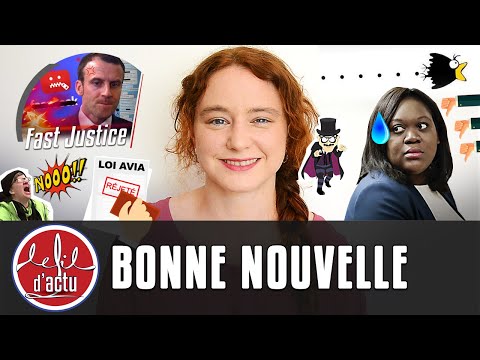 Fast Justice
NOOO!!
LOI AVIA
REJETÉ
Le fil
d'actu
BONNE NOUVELLE